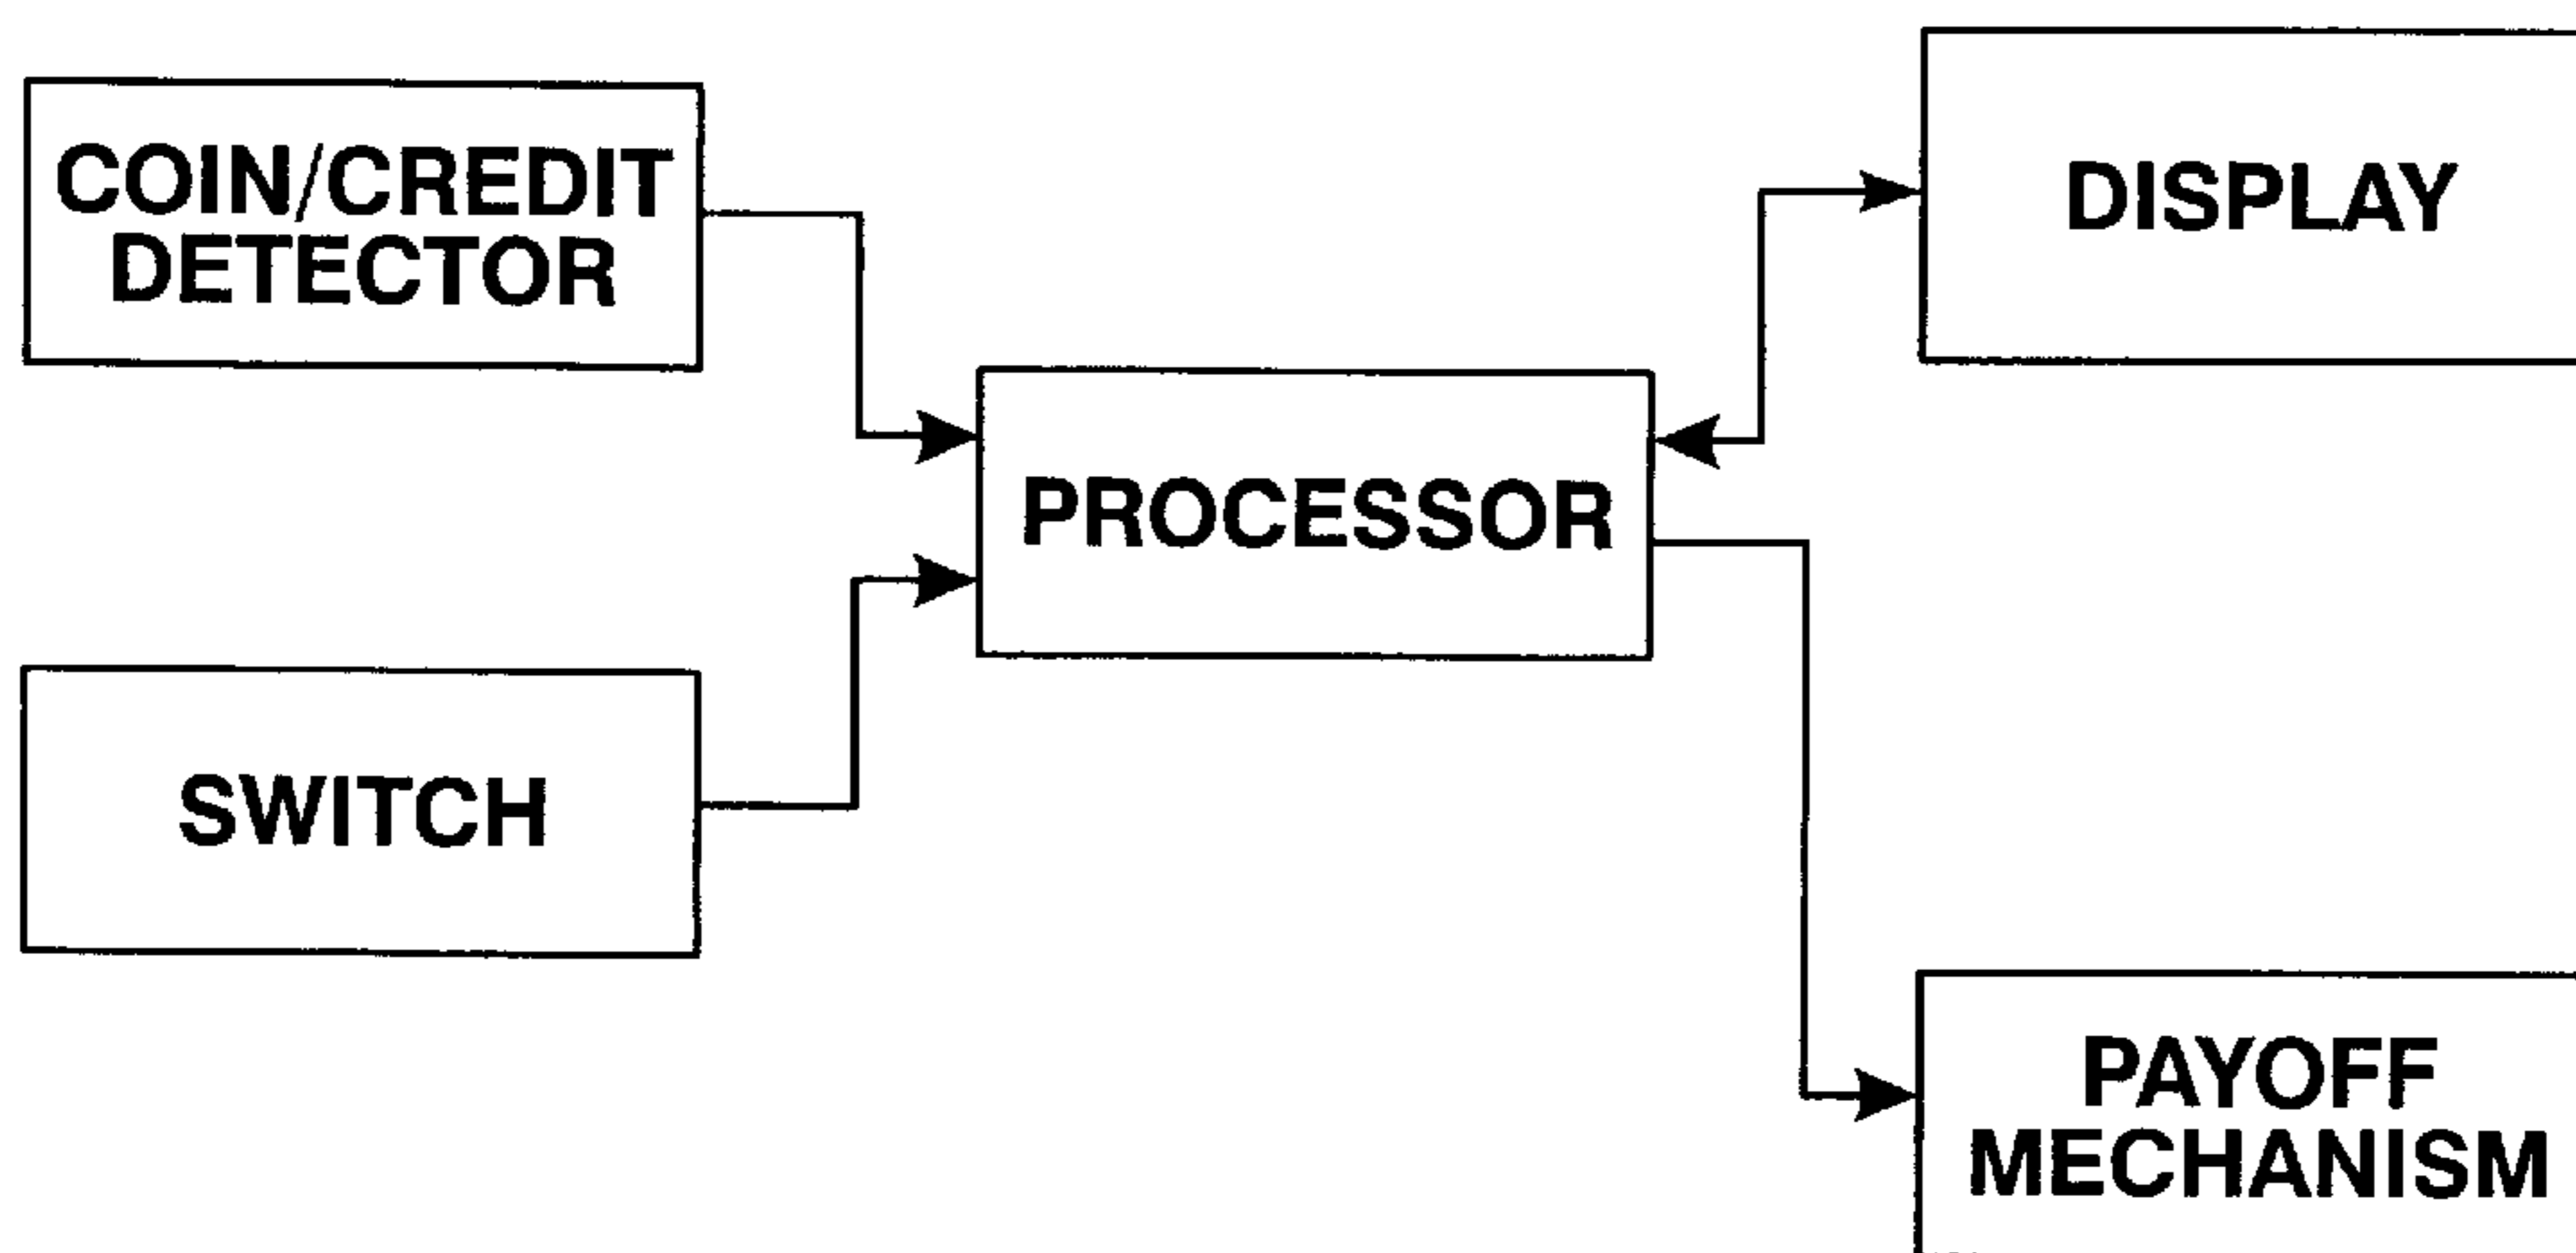 COIN/CREDIT
DETECTOR
DISPLAY
PROCESSOR
SWITCH
PAYOFF
MECHANISM